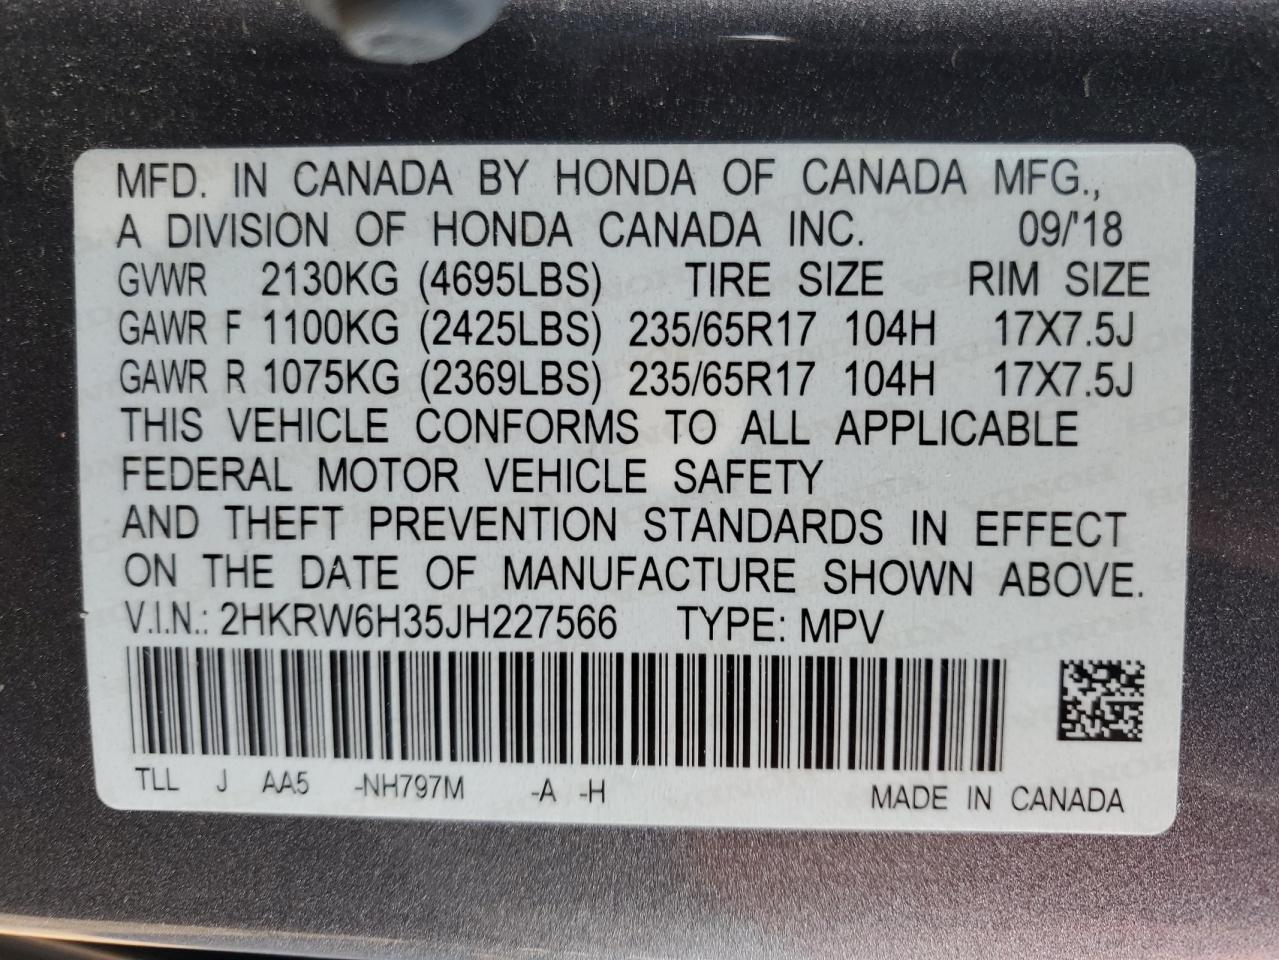 MFD. IN CANADA BY HONDA OF CANADA MFG.,
A DIVISION OF HONDA CANADA INC. 09/'18
GVWR 2130KG (4695LBS) TIRE SIZE RIM SIZE
GAWR F 1100KG (2425LBS) 235/65R17 104H 17X7.5J
GAWR R 1075KG (2369LBS) 235/65R17 104H 17X7.5J
THIS VEHICLE CONFORMS TO ALL APPLICABLE
FEDERAL MOTOR VEHICLE SAFETY
AND THEFT PREVENTION STANDARDS IN EFFECT
ON THE DATE OF MANUFACTURE SHOWN ABOVE.
V.I.N.: 2HKRW6H35JH227566 TYPE: MPV
TLL J AA5 -NH797M -A -H MADE IN CANADA